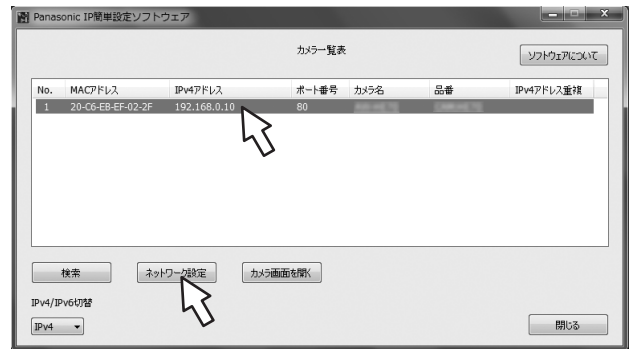 Panasonic IP簡単設定ソフトウェア
カメラ一覧表
ソフトウェアについて
No. MACアドレス IPv4アドレス ポート番号 カメラ名 品番 IPv4アドレス重複
1 20-C6-EB-EF-02-2F 192.168.0.10 80
検索 ネットワーク設定 カメラ画面を開く
IPv4/IPv6切替
IPv4 閉じる